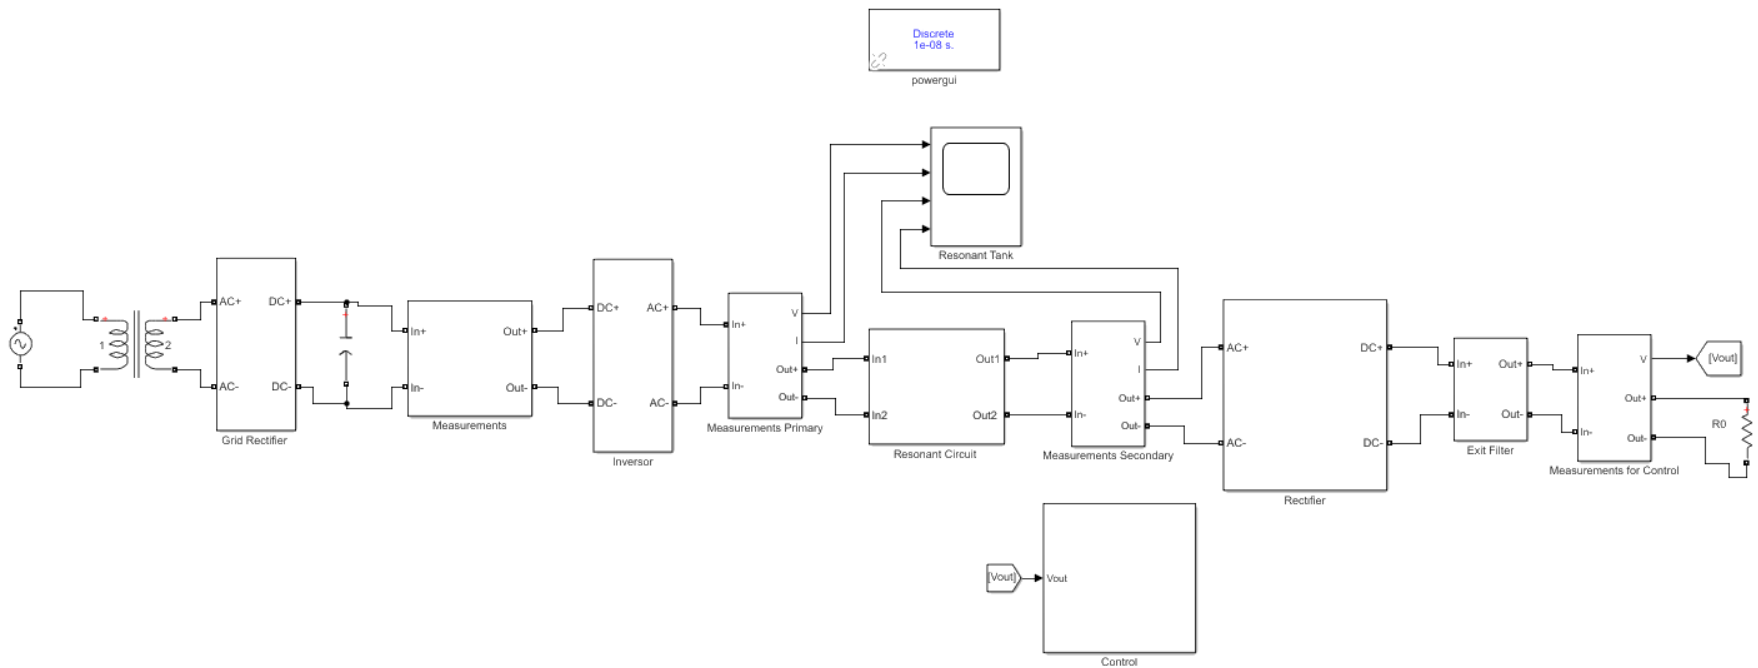 Discrete
1e-08 s.
powergui
Resonant Tank
1
2
AC+
DC+
AC-
DC-
Grid Rectifier
In+
Out+
In-
Out-
Measurements
DC+
AC+
DC-
AC-
Inversor
In+
V
I
Out+
In-
Out-
Measurements Primary
In1
Out1
In2
Out2
Resonant Circuit
In+
V
I
Out+
In-
Out-
Measurements Secondary
AC+
DC+
AC-
DC-
Rectifier
In+
Out+
In-
Out-
Exit Filter
In+
V
Out+
In-
Out-
Measurements for Control
[Vout]
R0
[Vout]
Vout
Control